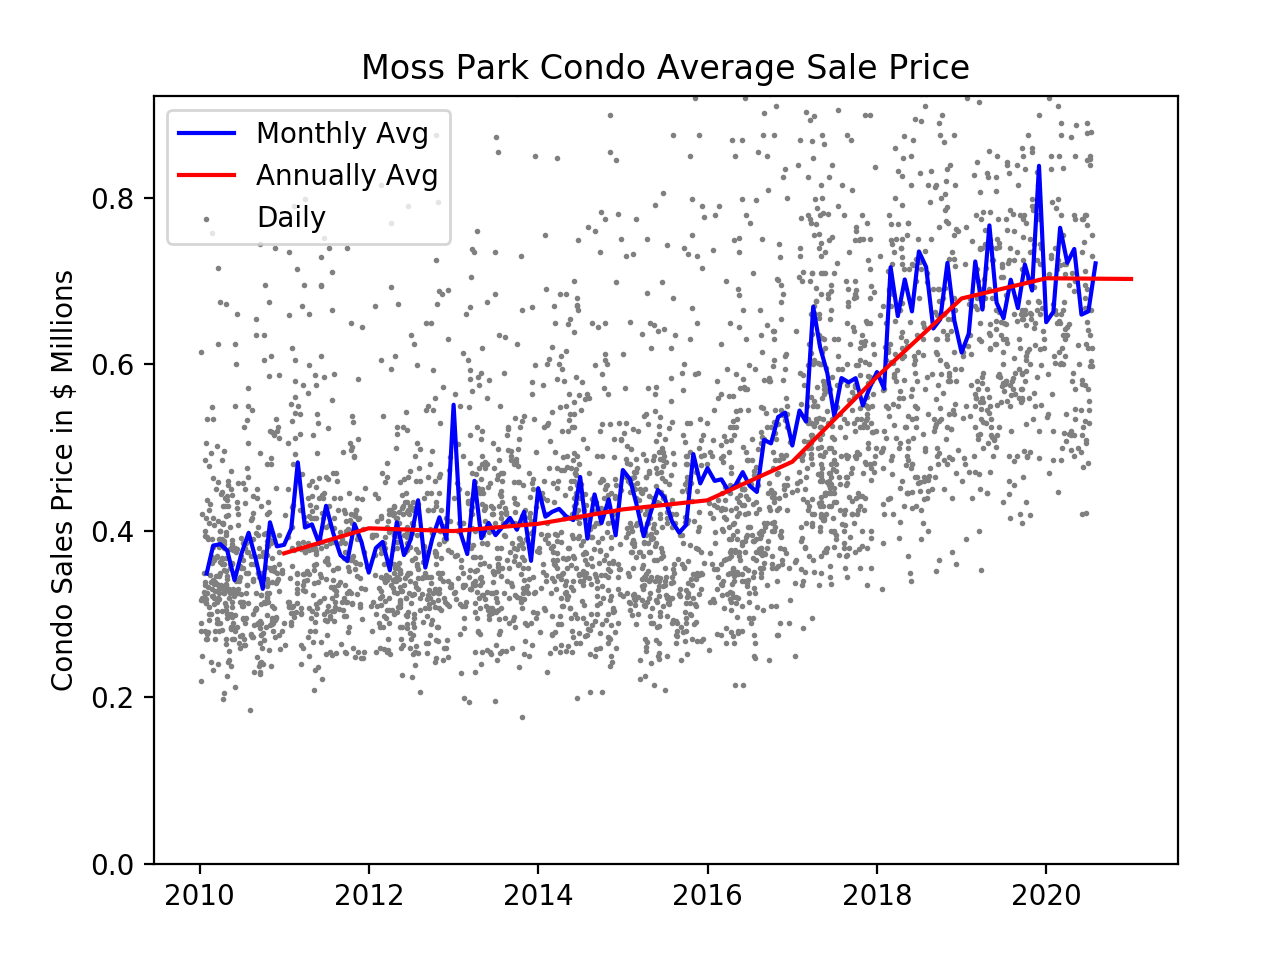 Moss Park Condo Average Sale Price
Monthly Avg
Annually Avg
Daily
Condo Sales Price in $ Millions
0.8
0.6
0.4
0.2
0.0
2010 2012 2014 2016 2018 2020